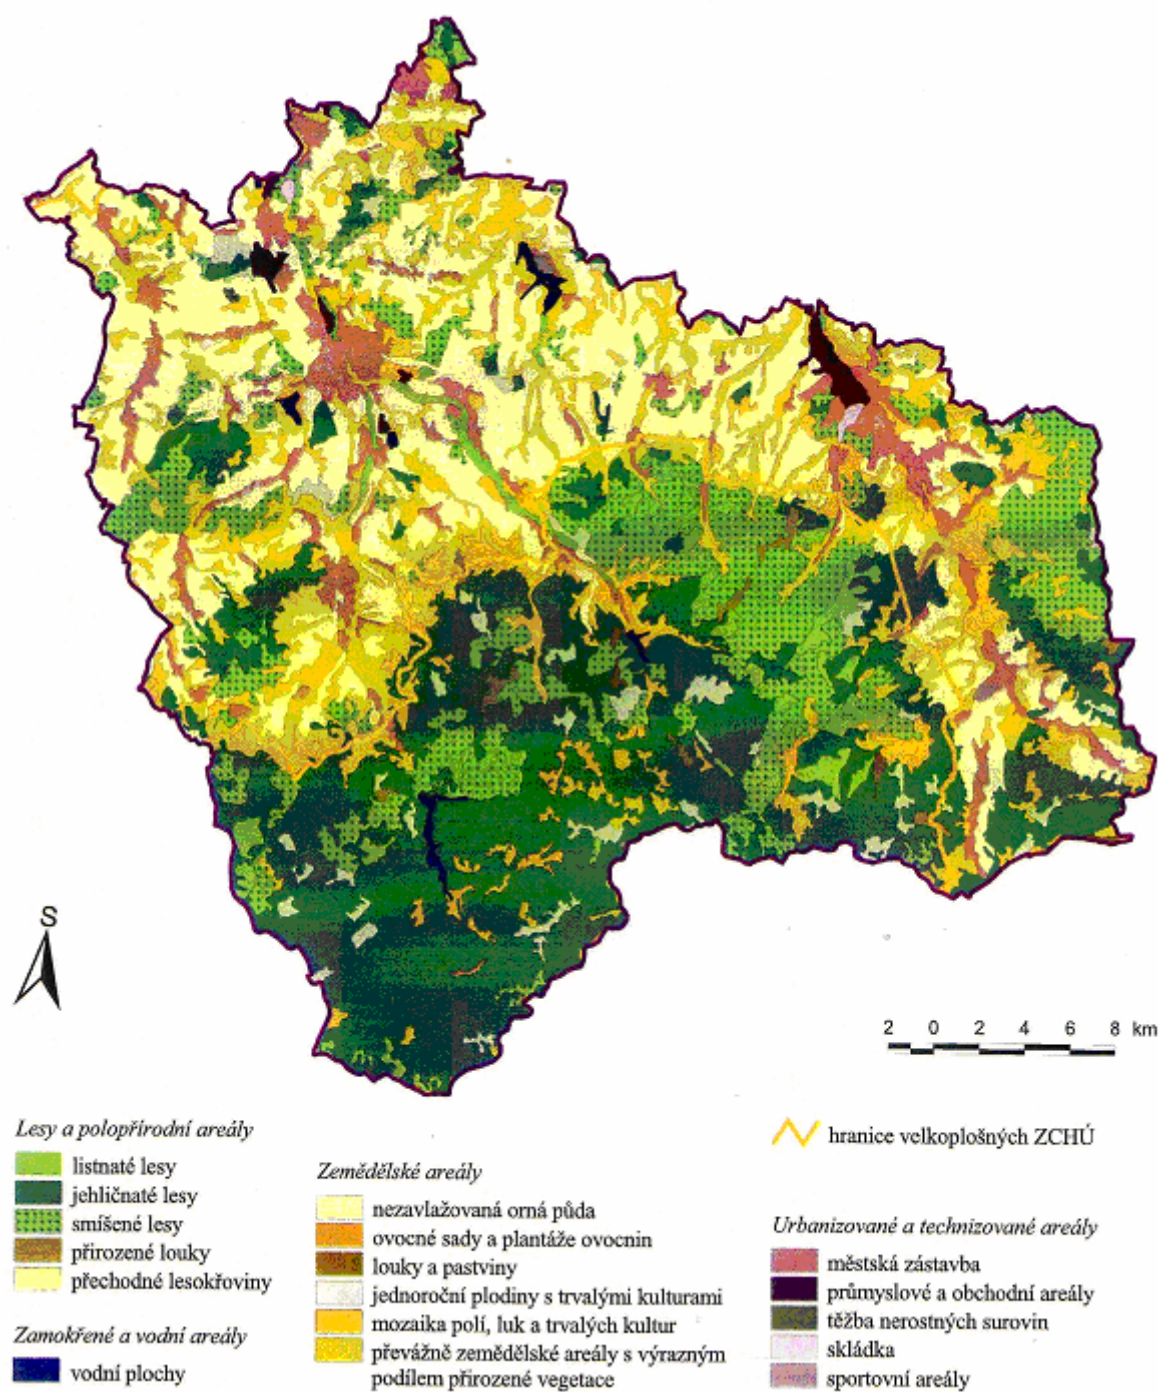 S
2 0 2 4 6 8 km
Lesy a polopřírodní areály
listnaté lesy
jehličnaté lesy
smíšené lesy
přirozené louky
přechodné lesokřoviny
Zamokřené a vodní areály
vodní plochy
Zemědělské areály
nezavlažovaná orná půda
ovocné sady a plantáže ovocnin
louky a pastviny
jednoroční plodiny s trvalými kulturami
mozaika polí, luk a trvalých kultur
převážně zemědělské areály s výrazným
podílem přirozené vegetace
hranice velkoplošných ZCHÚ
Urbanizované a technizované areály
městská zástavba
průmyslové a obchodní areály
těžba nerostných surovin
skládka
sportovní areály